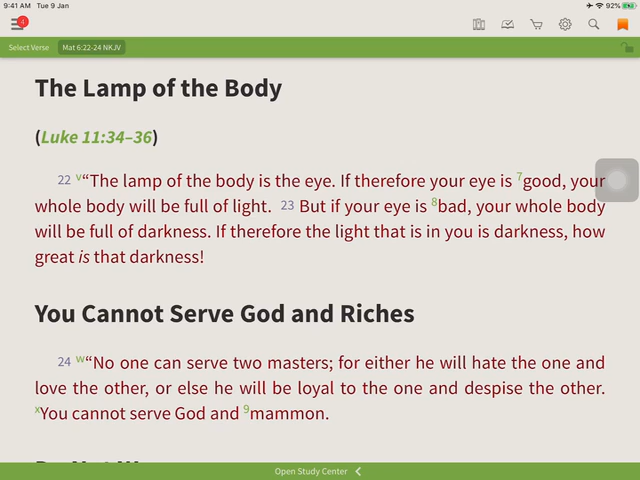 9:41 AM Tue 9 Jan 92%
4
Select Verse Mat 6:22-24 NKJV
The Lamp of the Body
(Luke 11:34–36)
22 v“The lamp of the body is the eye. If therefore your eye is 7good, your
whole body will be full of light. 23 But if your eye is 8bad, your whole body
will be full of darkness. If therefore the light that is in you is darkness, how
great is that darkness!
You Cannot Serve God and Riches
24 w“No one can serve two masters; for either he will hate the one and
love the other, or else he will be loyal to the one and despise the other.
xYou cannot serve God and 9mammon.
Open Study Center